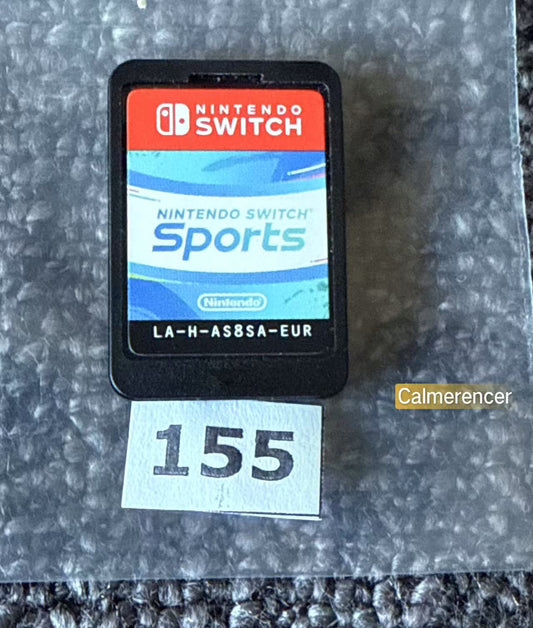 NINTENDO
SWITCH
NINTENDO SWITCH
Sports
Nintendo
LA-H-AS8SA-EUR
Calmerencer
155